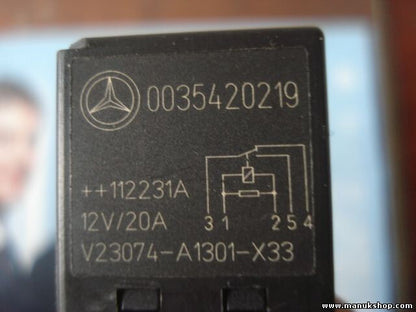 0035420219
++112231A
12V/20A
3 1 2 5 4
V23074-A1301-X33
www.manukshop.com